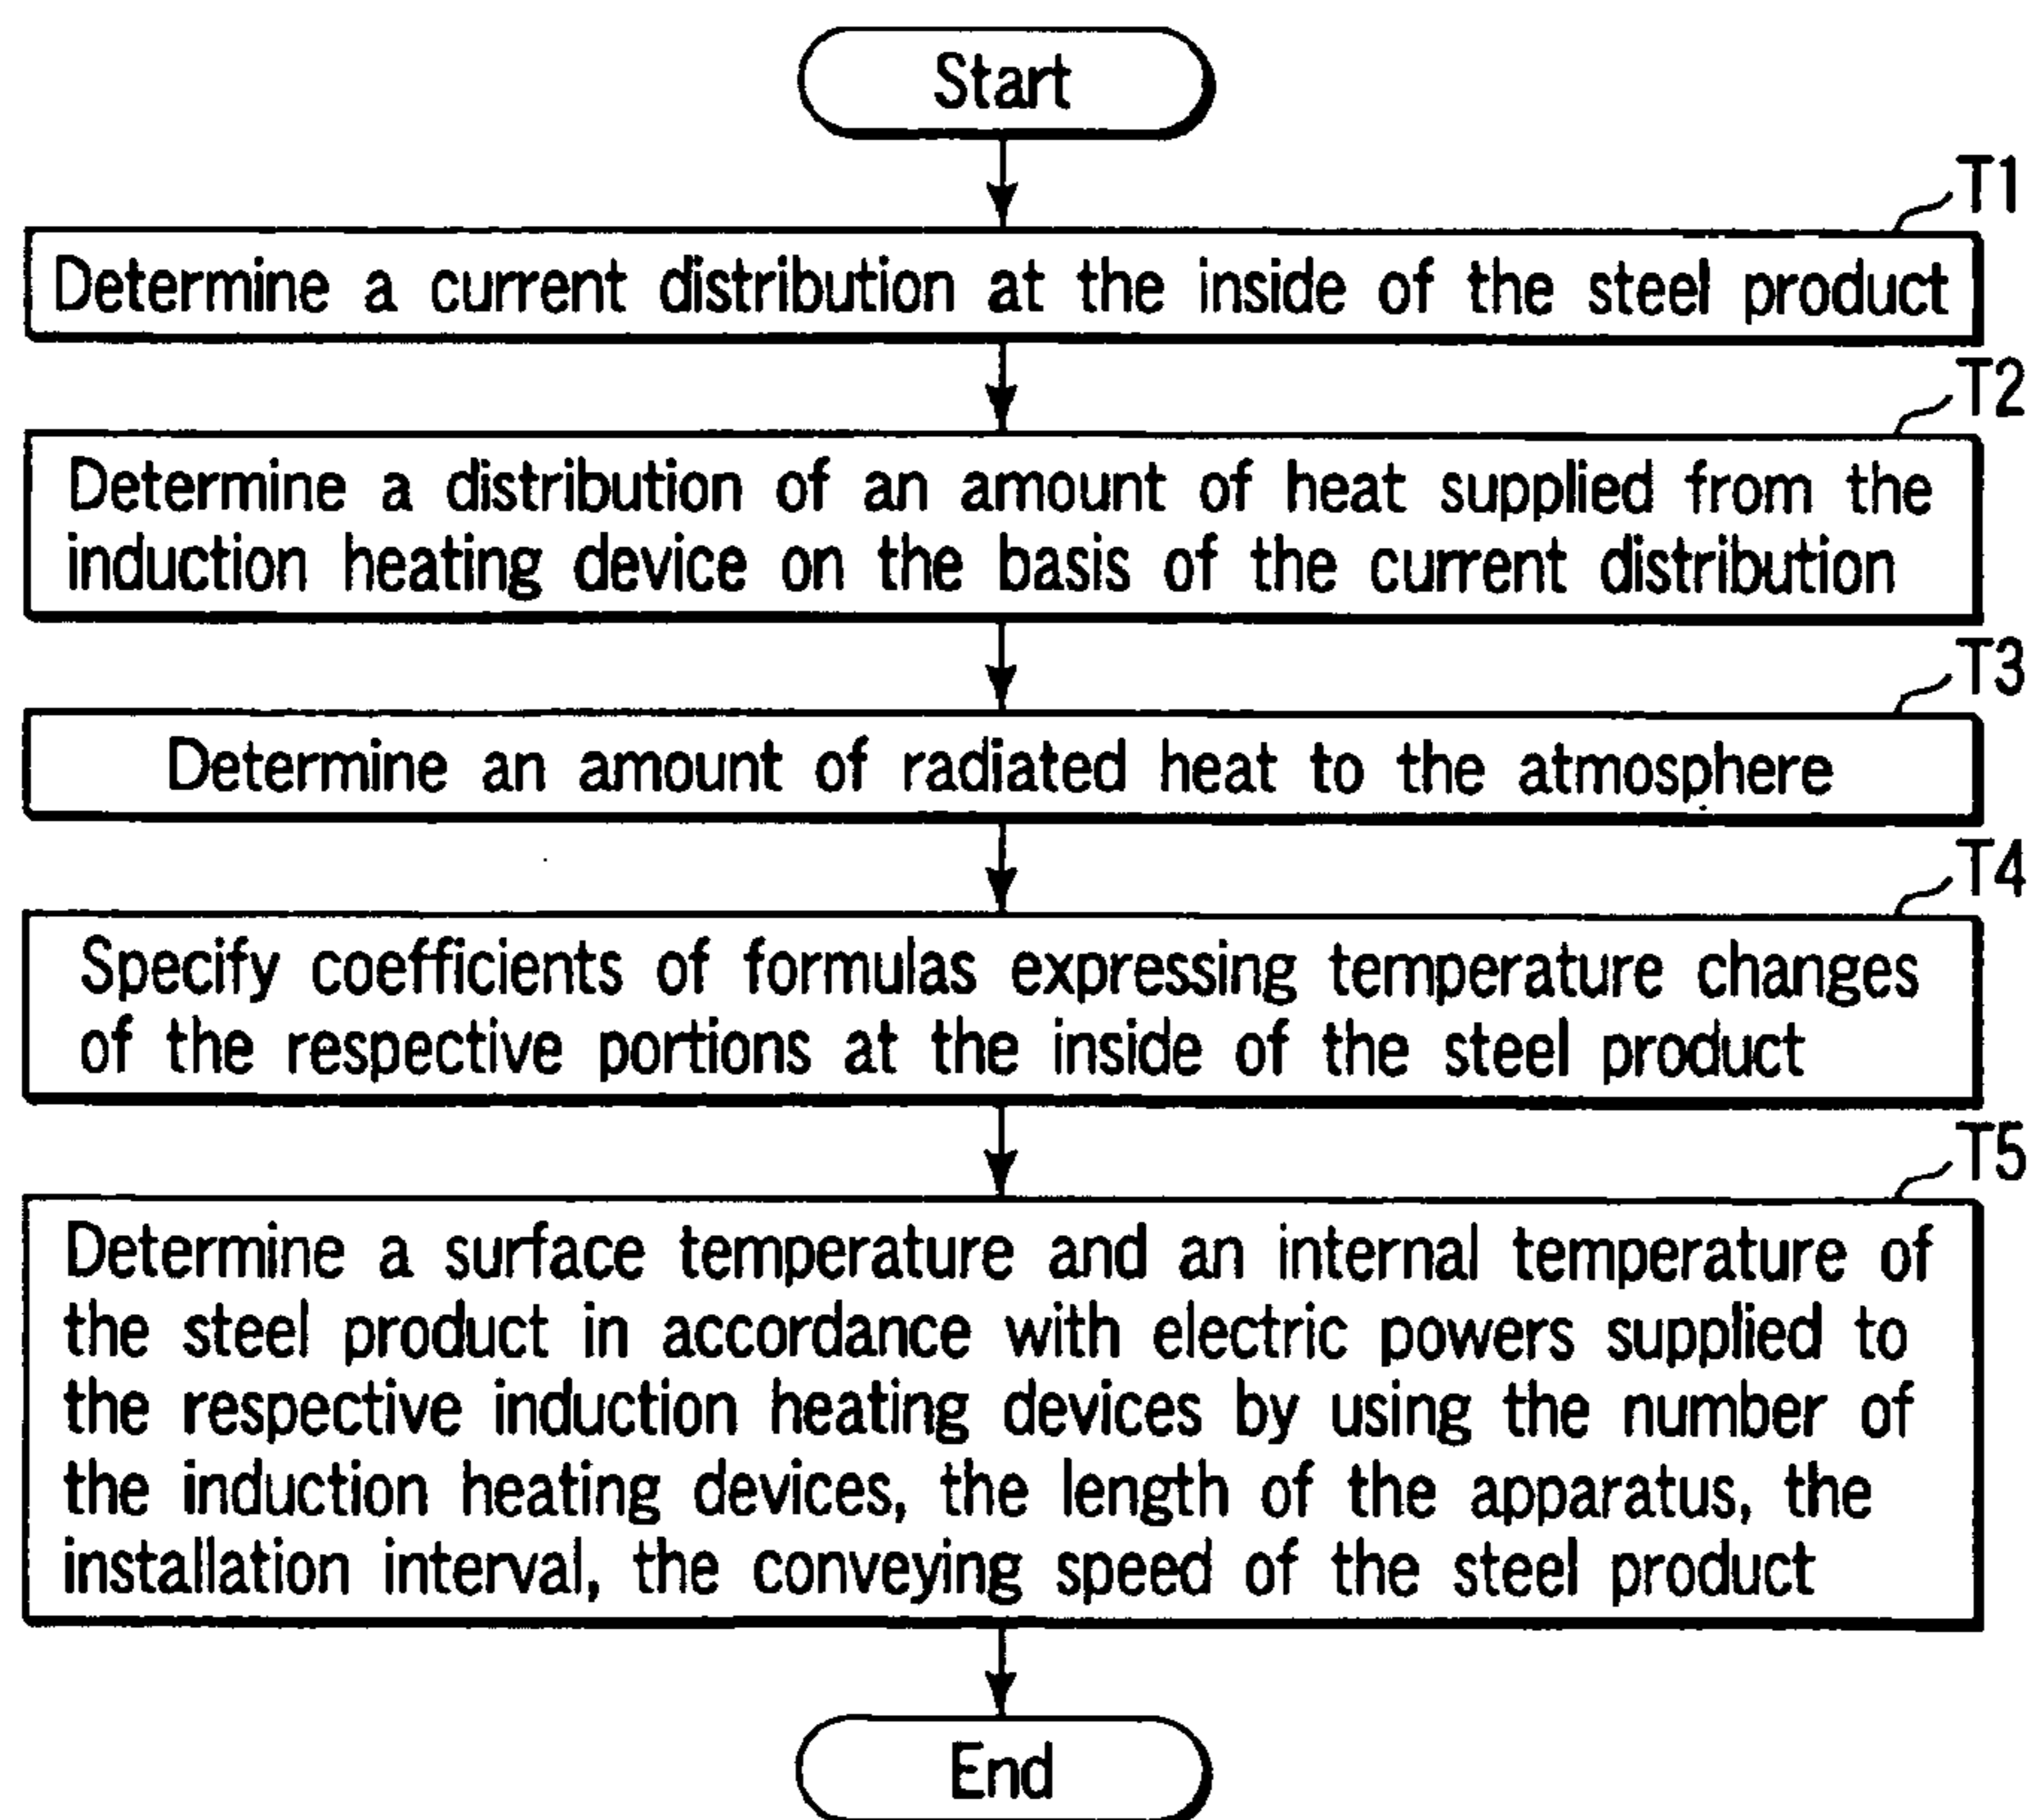 Start
T1
Determine a current distribution at the inside of the steel product
T2
Determine a distribution of an amount of heat supplied from the
induction heating device on the basis of the current distribution
T3
Determine an amount of radiated heat to the atmosphere
T4
Specify coefficients of formulas expressing temperature changes
of the respective portions at the inside of the steel product
T5
Determine a surface temperature and an internal temperature of
the steel product in accordance with electric powers supplied to
the respective induction heating devices by using the number of
the induction heating devices, the length of the apparatus, the
installation interval, the conveying speed of the steel product
End